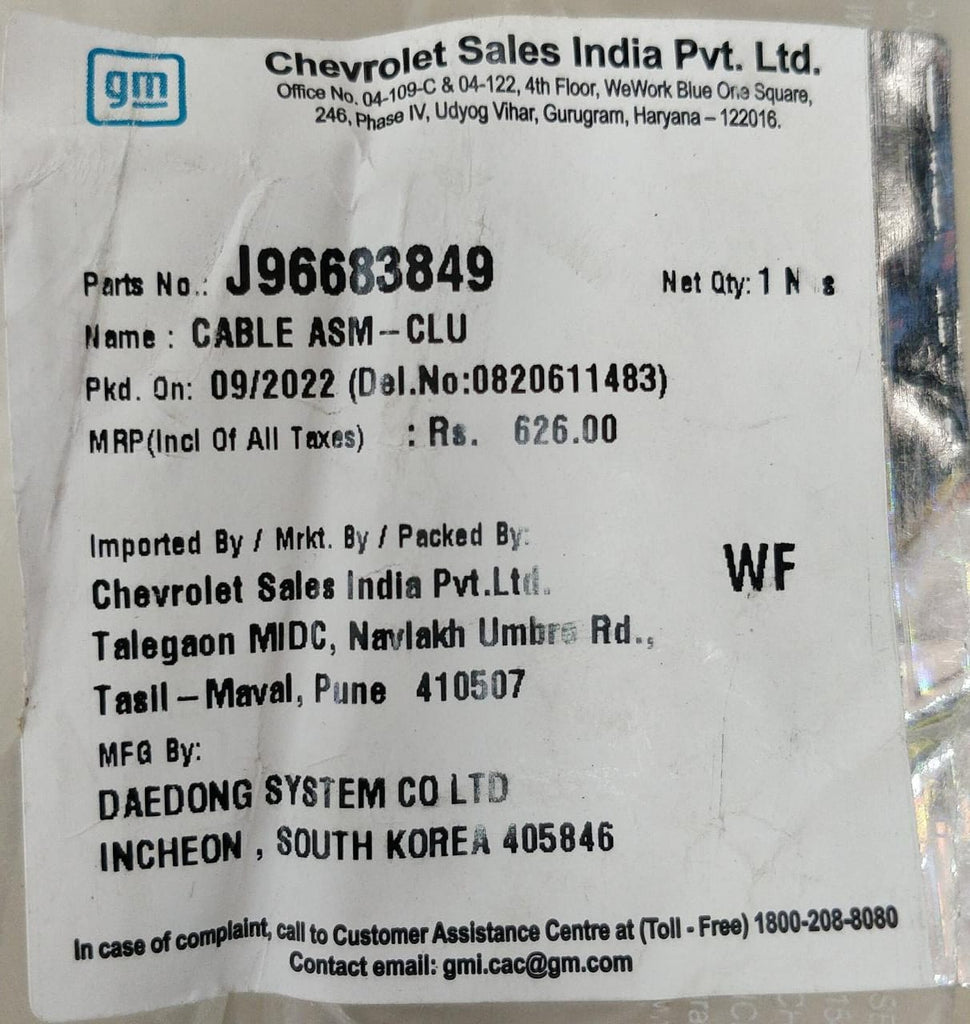 gm
Chevrolet Sales India Pvt. Ltd.
Office No. 04-109-C & 04-122, 4th Floor, WeWork Blue One Square,
246, Phase IV, Udyog Vihar, Gurugram, Haryana – 122016.
Parts No.: J96683849 Net Qty: 1 N s
Name : CABLE ASM-CLU
Pkd. On: 09/2022 (Del.No:0820611483)
MRP(Incl Of All Taxes) : Rs. 626.00
Imported By / Mrkt. By / Packed By:
Chevrolet Sales India Pvt.Ltd.
WF
Talegaon MIDC, Navlakh Umbre Rd.,
Tasil – Maval, Pune 410507
MFG By:
DAEDONG SYSTEM CO LTD
INCHEON , SOUTH KOREA 405846
In case of complaint, call to Customer Assistance Centre at (Toll - Free) 1800-208-8080
Contact email: gmi.cac@gm.com